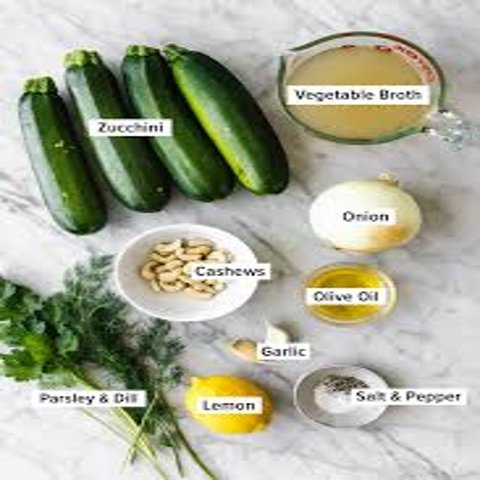 Vegetable Broth
Zucchini
Onion
Cashews
Olive Oil
Garlic
Parsley & Dill
Lemon
Salt & Pepper